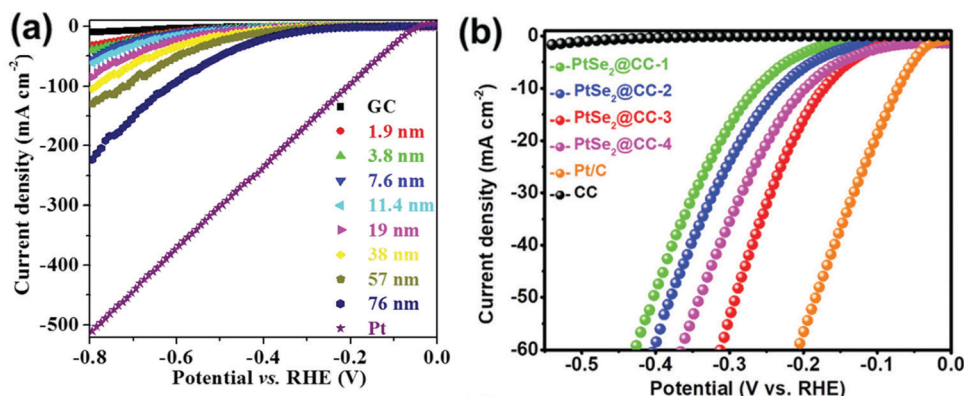 (a)
0
-100
-200
-300
-400
-500
Current density (mA cm⁻²)
GC
1.9 nm
3.8 nm
7.6 nm
11.4 nm
19 nm
38 nm
57 nm
76 nm
Pt
-0.8 -0.6 -0.4 -0.2 0.0
Potential vs. RHE (V)
(b)
0
-10
-20
-30
-40
-50
-60
Current density (mA cm⁻²)
PtSe₂@CC-1
PtSe₂@CC-2
PtSe₂@CC-3
PtSe₂@CC-4
Pt/C
CC
-0.5 -0.4 -0.3 -0.2 -0.1 0.0
Potential (V vs. RHE)